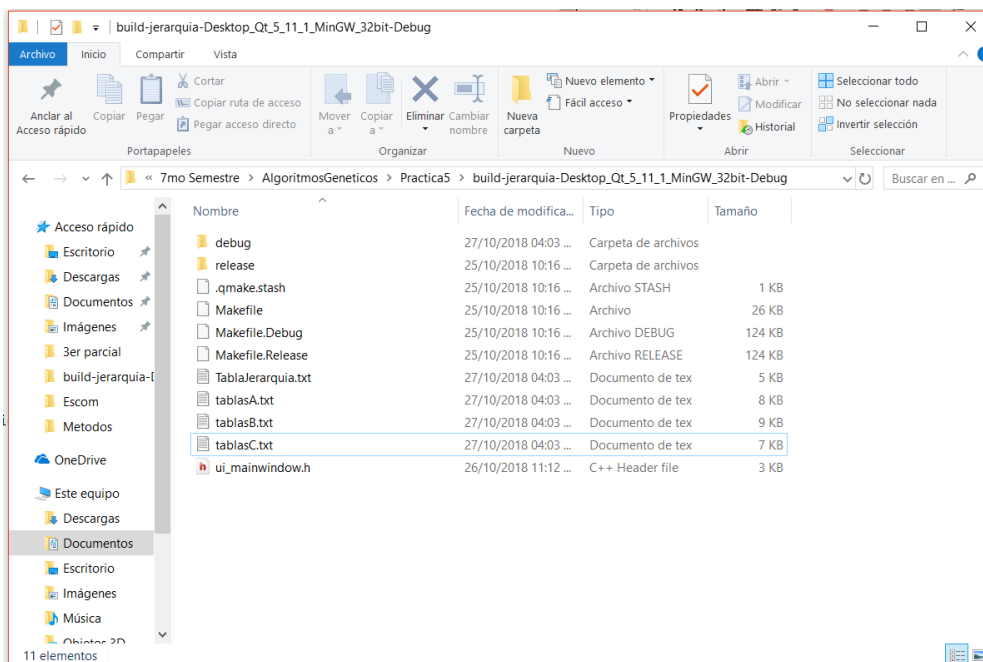 build-jerarquia-Desktop_Qt_5_11_1_MinGW_32bit-Debug
Archivo Inicio Compartir Vista
Anclar al Acceso rápido
Copiar
Pegar
Cortar
Copiar ruta de acceso
Pegar acceso directo
Portapapeles
Mover a
Copiar a
Eliminar
Cambiar nombre
Organizar
Nueva carpeta
Nuevo elemento
Fácil acceso
Nuevo
Propiedades
Abrir
Modificar
Historial
Abrir
Seleccionar todo
No seleccionar nada
Invertir selección
Seleccionar
« 7mo Semestre > AlgoritmosGeneticos > Practica5 > build-jerarquia-Desktop_Qt_5_11_1_MinGW_32bit-Debug
Buscar en ...
Acceso rápido
Escritorio
Descargas
Documentos
Imágenes
3er parcial
build-jerarquia-
Escom
Metodos
OneDrive
Este equipo
Descargas
Documentos
Escritorio
Imágenes
Música
Objetos 3D
Nombre Fecha de modifica... Tipo Tamaño
debug 27/10/2018 04:03 ... Carpeta de archivos
release 25/10/2018 10:16 ... Carpeta de archivos
.qmake.stash 25/10/2018 10:16 ... Archivo STASH 1 KB
Makefile 25/10/2018 10:16 ... Archivo 26 KB
Makefile.Debug 25/10/2018 10:16 ... Archivo DEBUG 124 KB
Makefile.Release 25/10/2018 10:16 ... Archivo RELEASE 124 KB
TablaJerarquia.txt 27/10/2018 04:03 ... Documento de tex 5 KB
tablasA.txt 27/10/2018 04:03 ... Documento de tex 8 KB
tablasB.txt 27/10/2018 04:03 ... Documento de tex 9 KB
tablasC.txt 27/10/2018 04:03 ... Documento de tex 7 KB
ui_mainwindow.h 26/10/2018 11:12 ... C++ Header file 3 KB
11 elementos